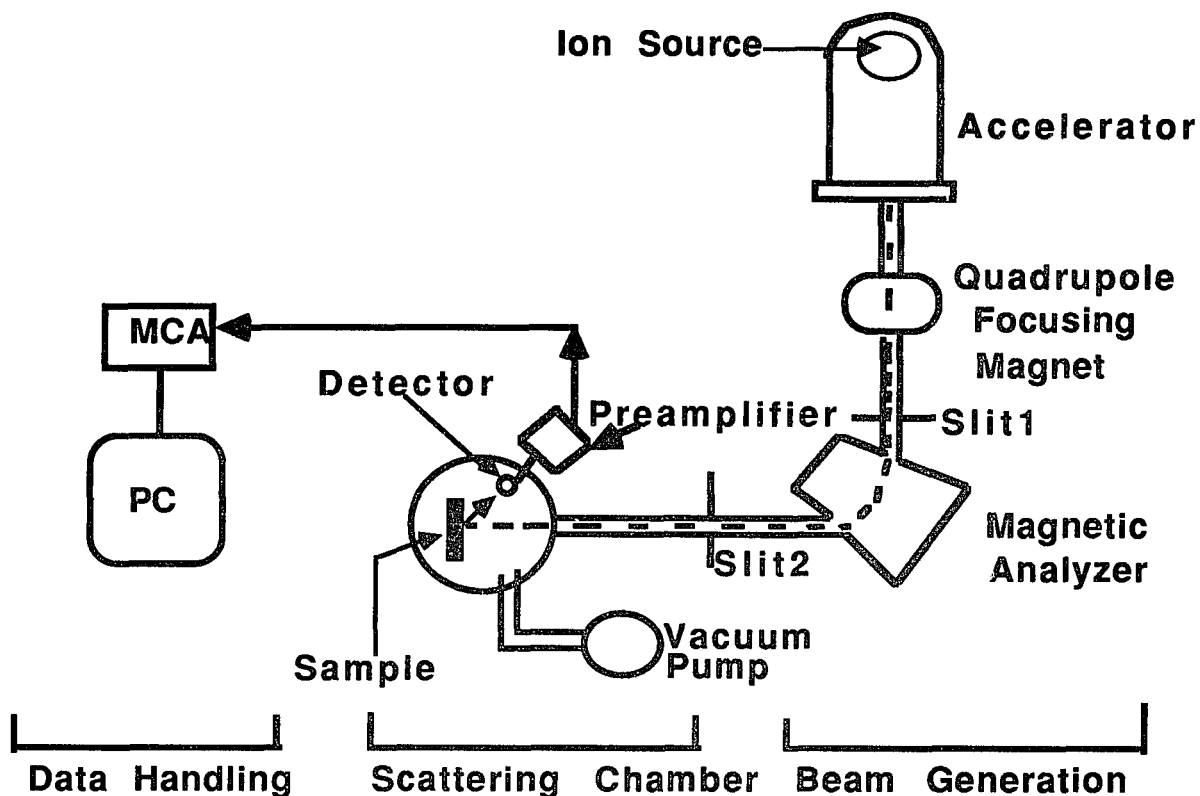 Ion Source
Accelerator
Quadrupole
Focusing
Magnet
MCA
Detector
Preamplifier
Slit1
PC
Magnetic
Analyzer
Slit2
Vacuum
Pump
Sample
Data Handling
Scattering Chamber
Beam Generation